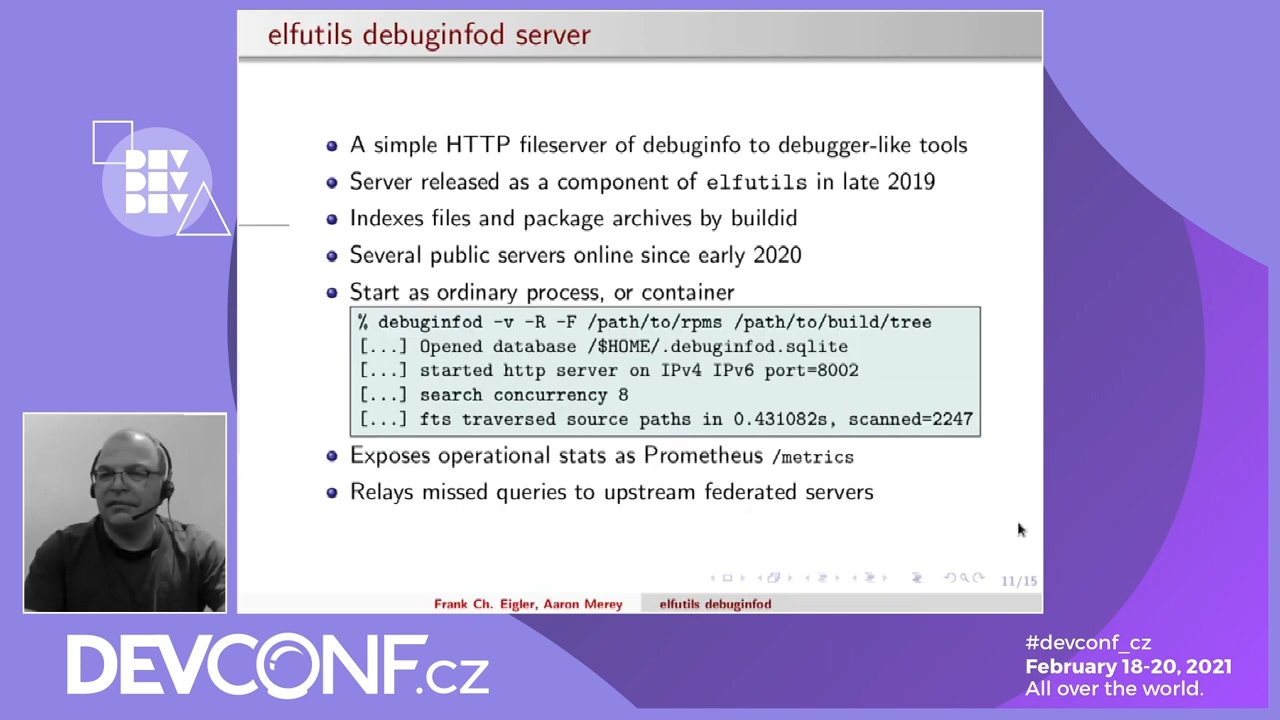 elfutils debuginfod server
A simple HTTP fileserver of debuginfo to debugger-like tools
Server released as a component of elfutils in late 2019
Indexes files and package archives by buildid
Several public servers online since early 2020
Start as ordinary process, or container
% debuginfod -v -R -F /path/to/rpms /path/to/build/tree
[...] Opened database /$HOME/.debuginfod.sqlite
[...] started http server on IPv4 IPv6 port=8002
[...] search concurrency 8
[...] fts traversed source paths in 0.431082s, scanned=2247
Exposes operational stats as Prometheus /metrics
Relays missed queries to upstream federated servers
11/15
Frank Ch. Eigler, Aaron Merey elfutils debuginfod
DEV
DEV
DEV
DEVCONF.cz
#devconf_cz
February 18-20, 2021
All over the world.